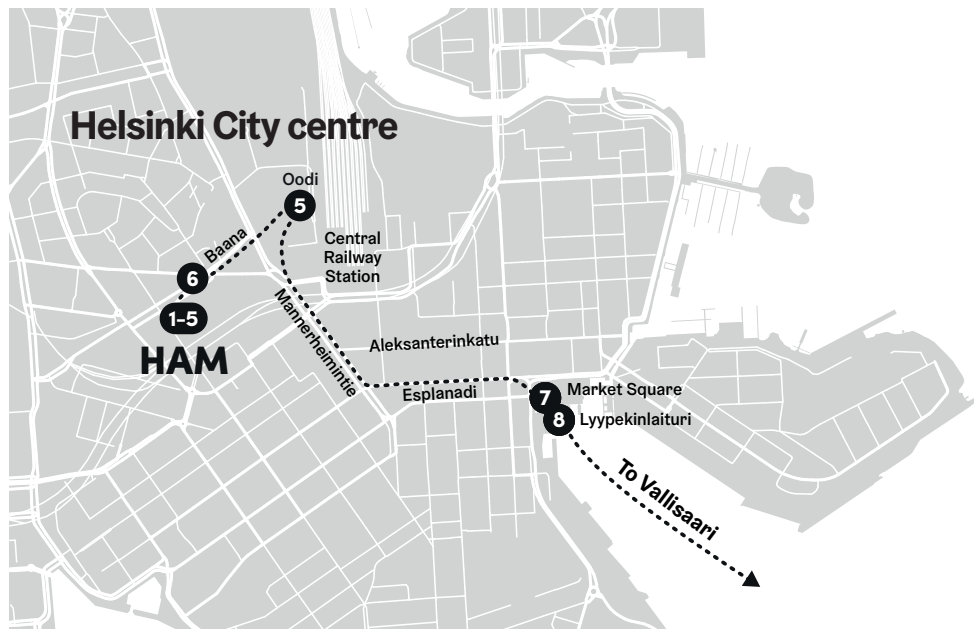 Helsinki City centre
Oodi
5
Baana
Central
Railway
Station
6
1-5
HAM
Mannerheimintie
Aleksanterinkatu
Esplanadi
7
Market Square
8
Lyypekinlaituri
To Vallisaari